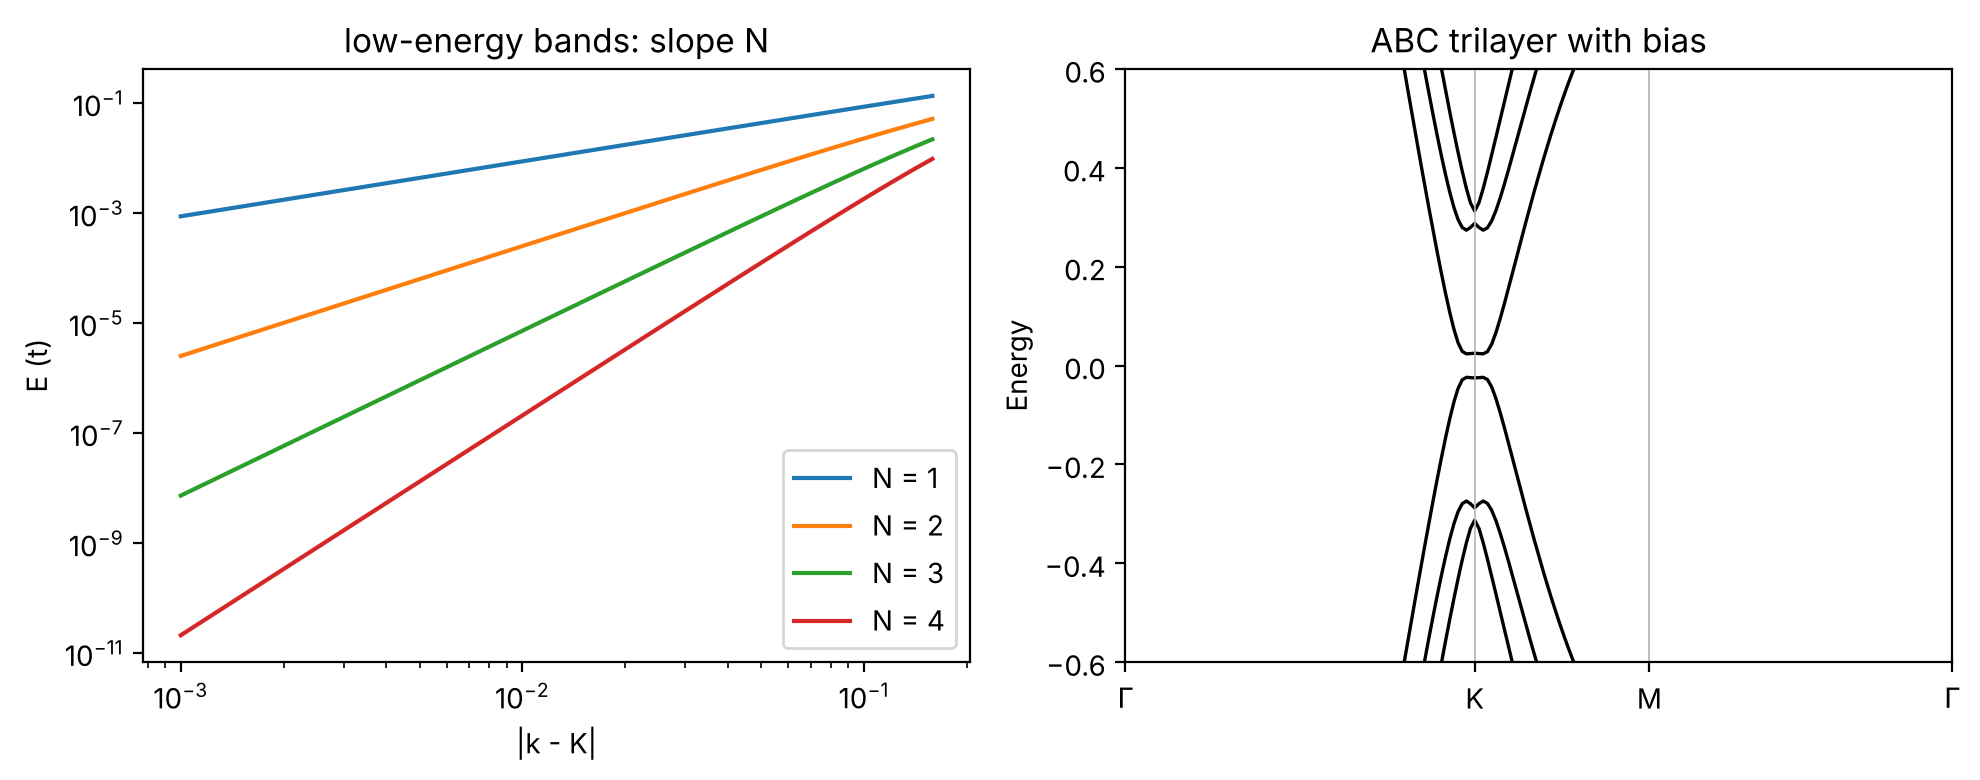 low-energy bands: slope N
E (t)
10⁻¹
10⁻³
10⁻⁵
10⁻⁷
10⁻⁹
10⁻¹¹
N = 1
N = 2
N = 3
N = 4
10⁻³
10⁻²
10⁻¹
|k - K|
ABC trilayer with bias
Energy
0.6
0.4
0.2
0.0
−0.2
−0.4
−0.6
Γ
K
M
Γ